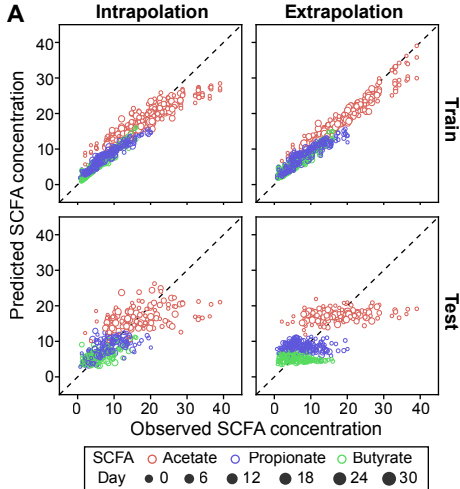 A
Intrapolation Extrapolation
40
30
20
10
0
Train
40
30
20
10
0
Test
Predicted SCFA concentration
0 10 20 30 40 0 10 20 30 40
Observed SCFA concentration
SCFA Acetate Propionate Butyrate
Day 0 6 12 18 24 30